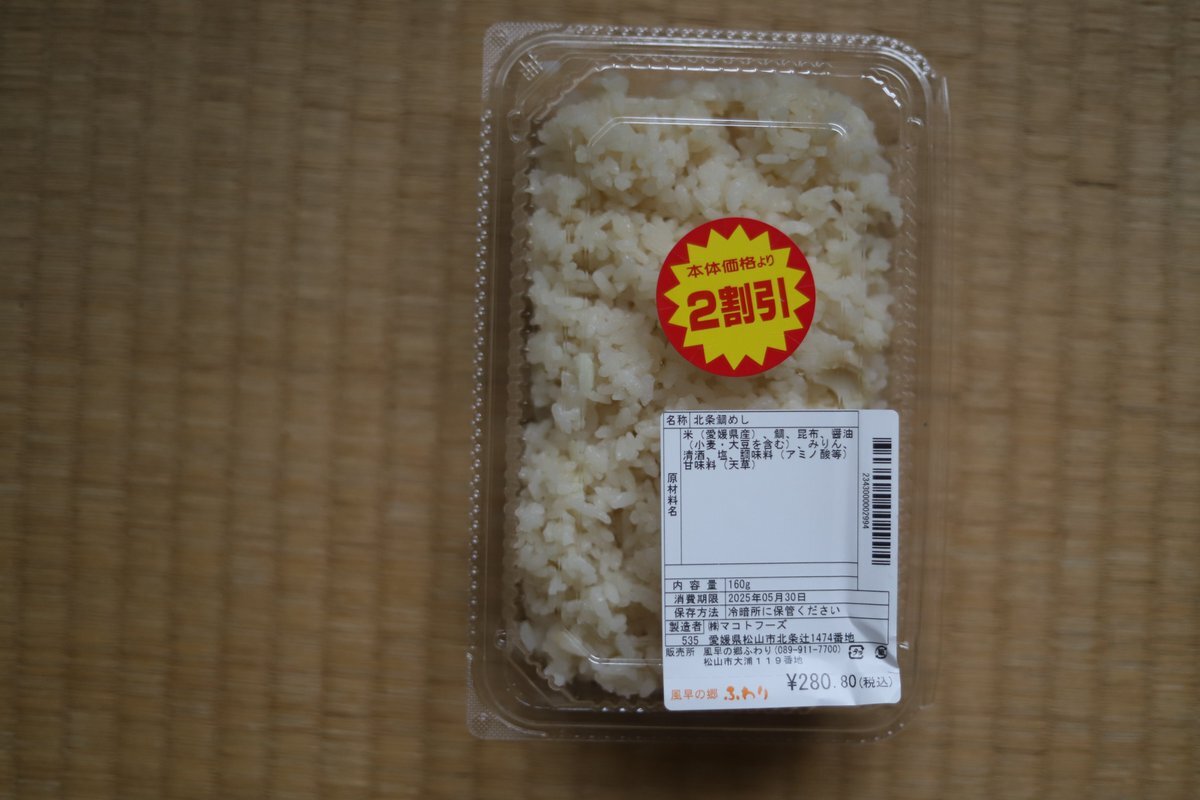 本体価格より
2割引
名称 北条鯛めし
原材料名
米(愛媛県産)、鯛、昆布、醤油
(小麦・大豆を含む)、みりん、
清酒、塩、調味料(アミノ酸等)
甘味料(天草)
2343000002994
内容量 160g
消費期限 2025年05月30日
保存方法 冷暗所に保管ください
製造者 ㈱マコトフーズ
535 愛媛県松山市北条辻1474番地
販売所 風早の郷ふわり(089-911-7700)
松山市大浦119番地
風早の郷 ふわり ¥280.80(税込)